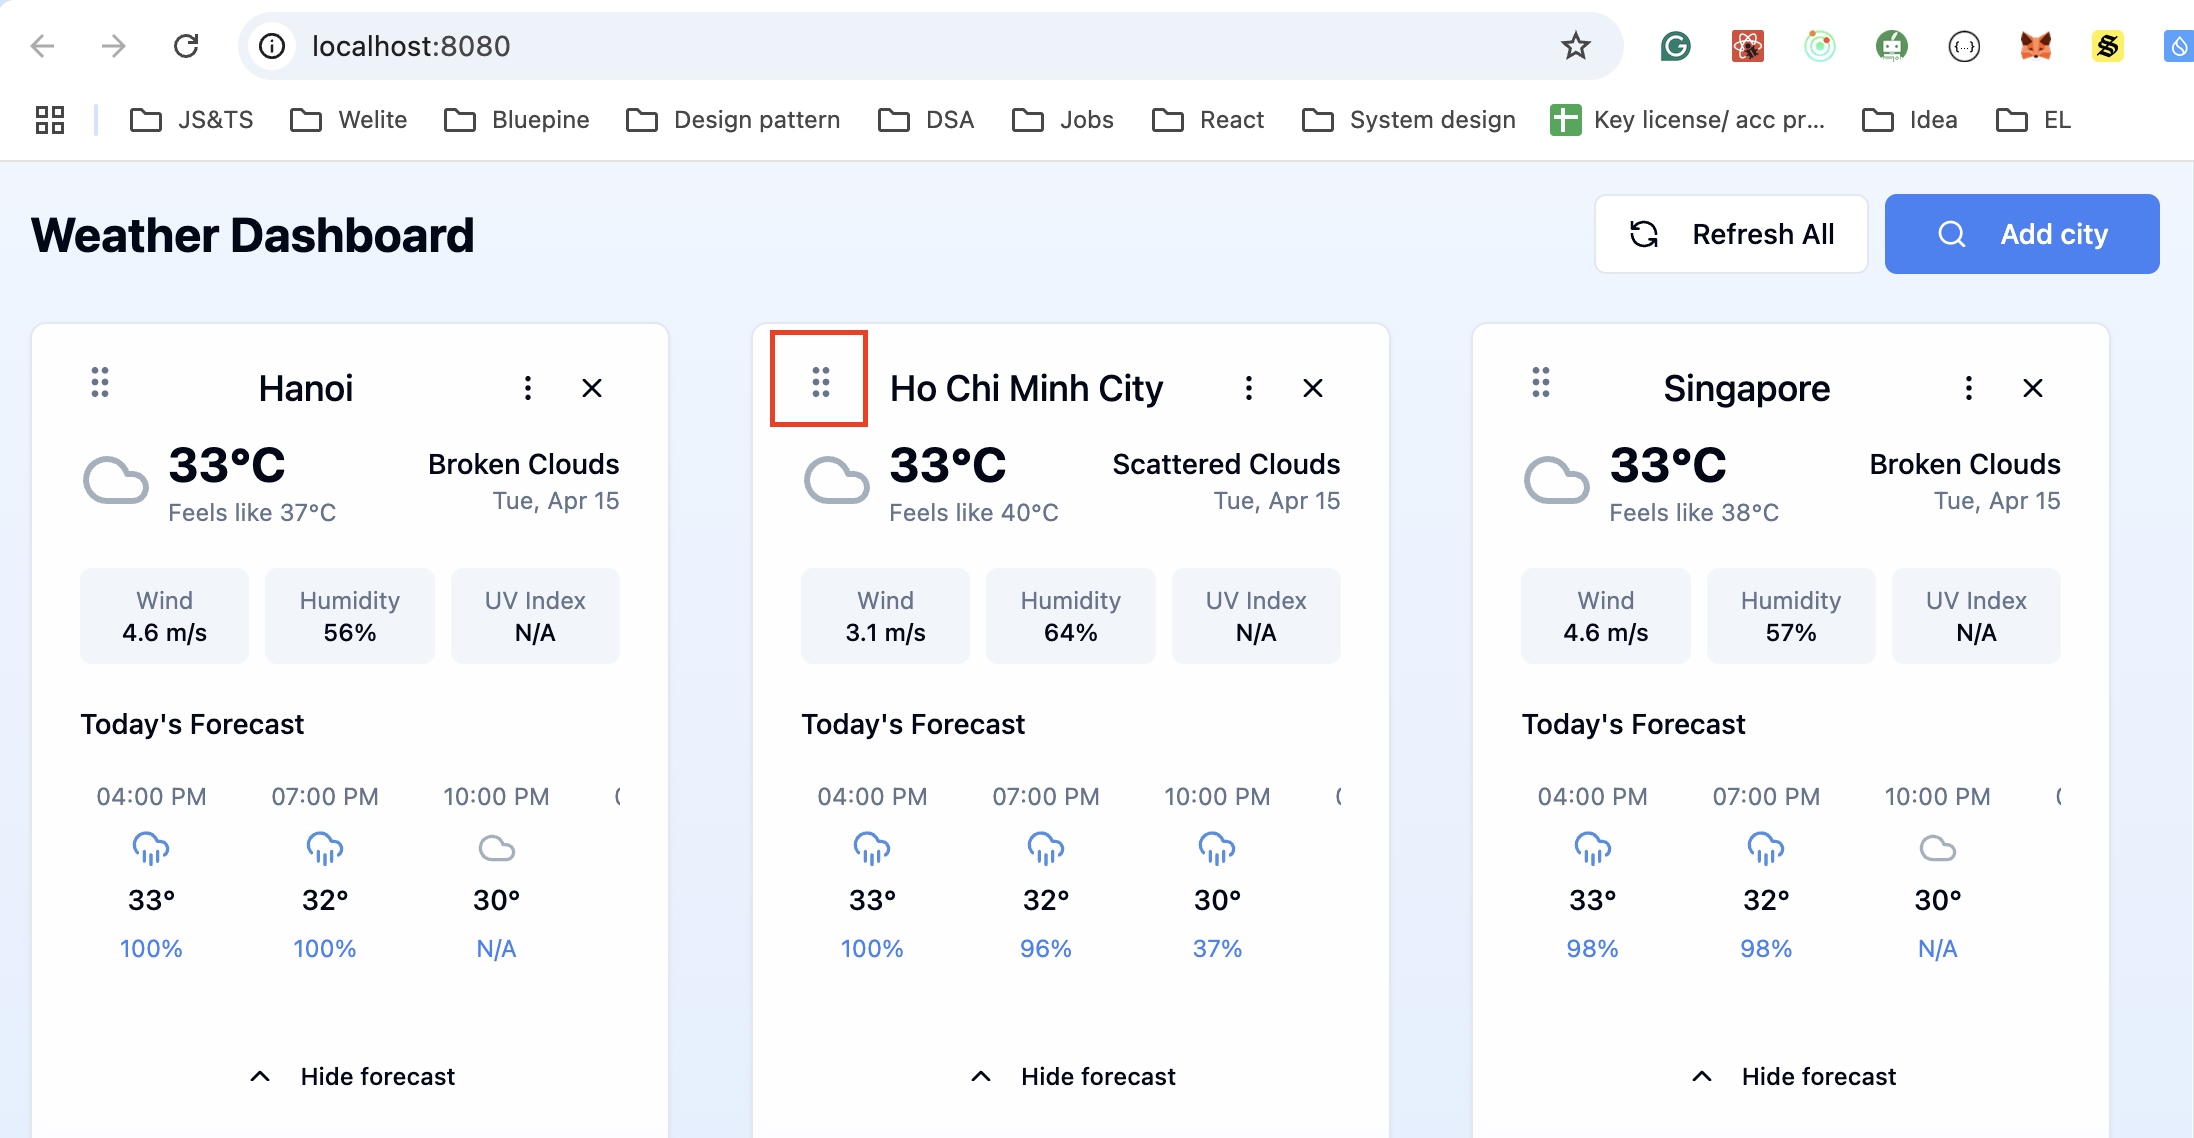 localhost:8080
JS&TS Welite Bluepine Design pattern DSA Jobs React System design Key license/ acc pr... Idea EL
Weather Dashboard
Refresh All
Add city
Hanoi
33°C
Feels like 37°C
Broken Clouds
Tue, Apr 15
Wind
4.6 m/s
Humidity
56%
UV Index
N/A
Today's Forecast
04:00 PM 07:00 PM 10:00 PM
33° 32° 30°
100% 100% N/A
Hide forecast
Ho Chi Minh City
33°C
Feels like 40°C
Scattered Clouds
Tue, Apr 15
Wind
3.1 m/s
Humidity
64%
UV Index
N/A
Today's Forecast
04:00 PM 07:00 PM 10:00 PM
33° 32° 30°
100% 96% 37%
Hide forecast
Singapore
33°C
Feels like 38°C
Broken Clouds
Tue, Apr 15
Wind
4.6 m/s
Humidity
57%
UV Index
N/A
Today's Forecast
04:00 PM 07:00 PM 10:00 PM
33° 32° 30°
98% 98% N/A
Hide forecast